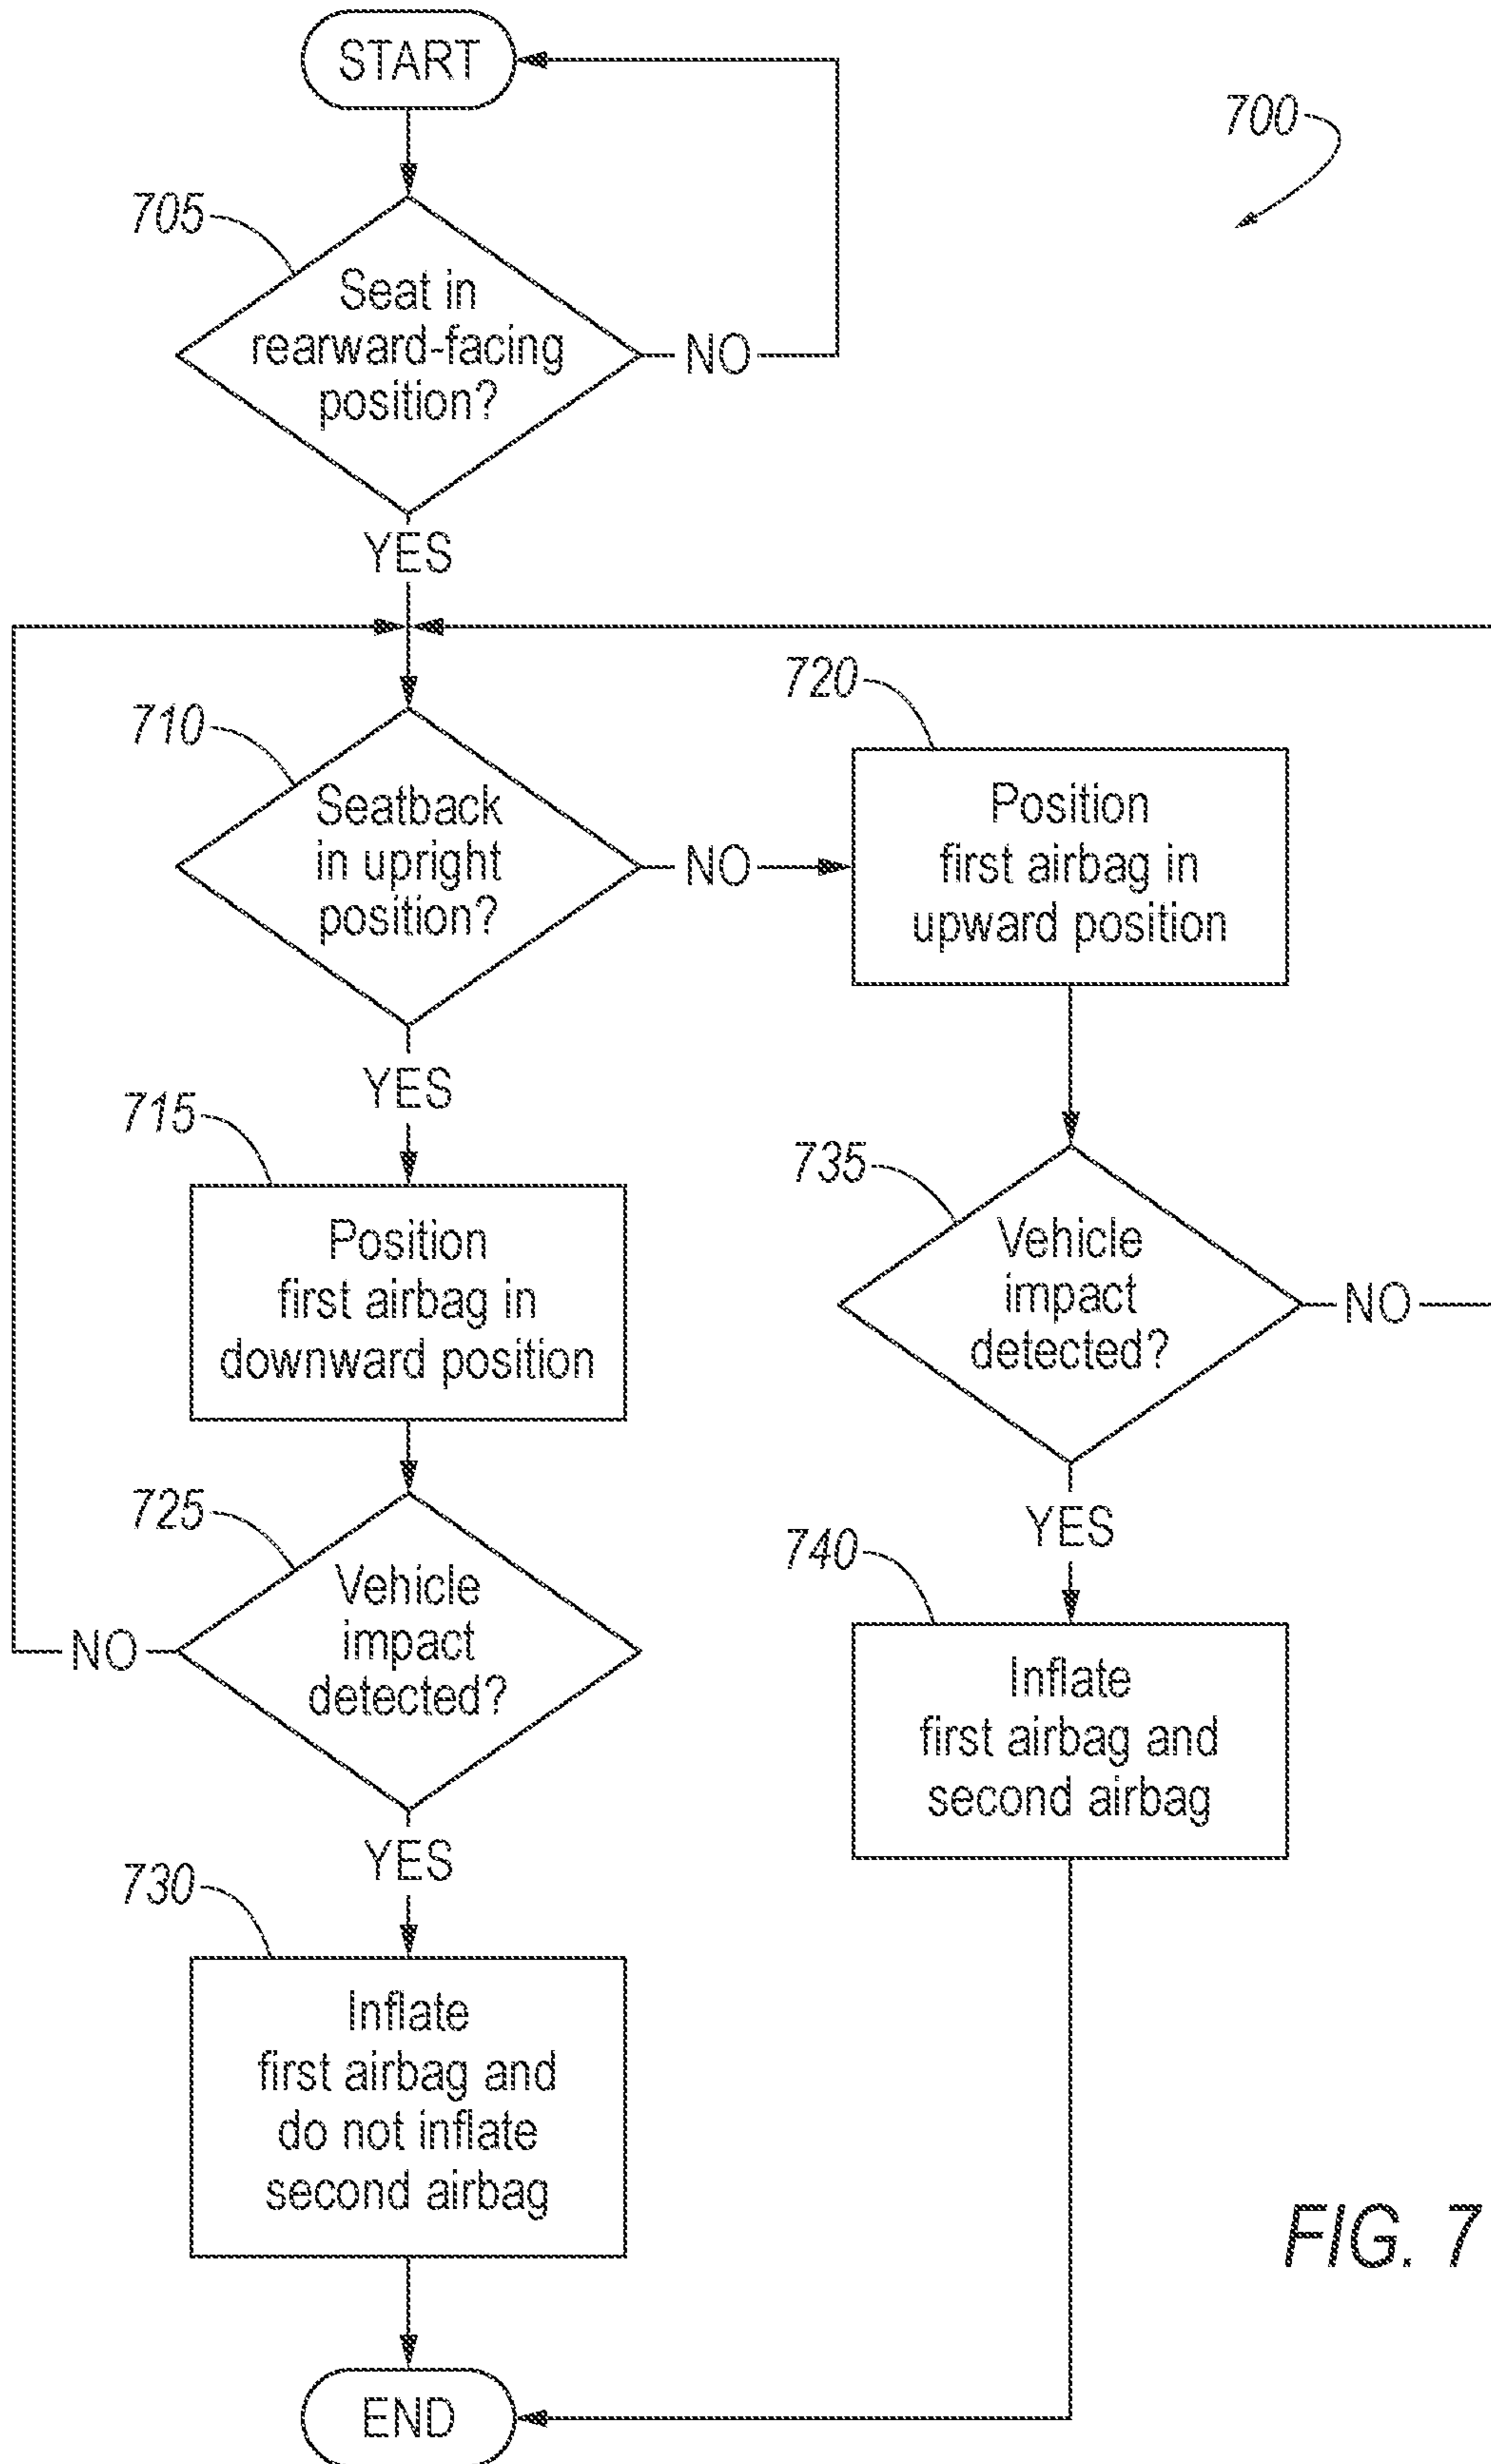 START
700
705
Seat in
rearward-facing
position?
NO
YES
710
Seatback
in upright
position?
NO
720
Position
first airbag in
upward position
YES
715
Position
first airbag in
downward position
735
Vehicle
impact
detected?
NO
725
Vehicle
impact
detected?
NO
YES
740
Inflate
first airbag and
second airbag
YES
730
Inflate
first airbag and
do not inflate
second airbag
END
FIG. 7